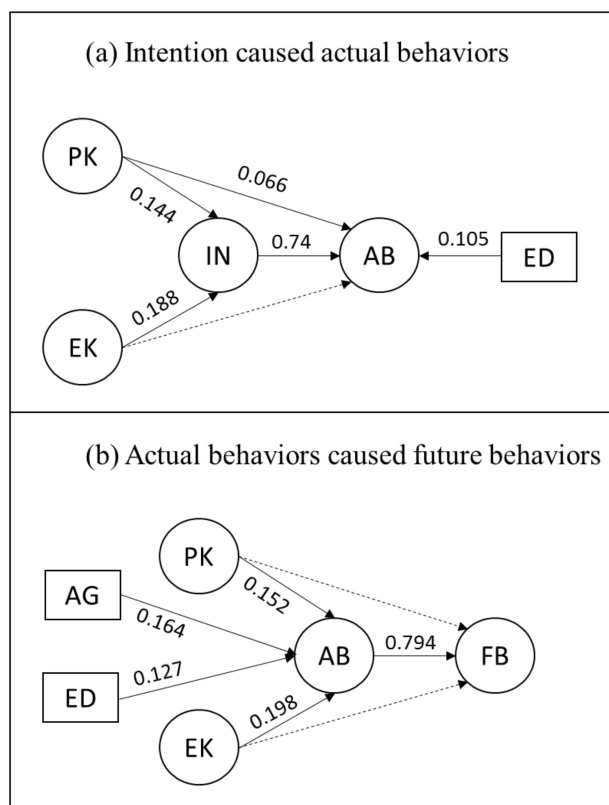 (a) Intention caused actual behaviors
PK
0.066
0.144
IN
0.74
AB
0.105
ED
0.188
EK
(b) Actual behaviors caused future behaviors
PK
0.152
AG
0.164
AB
0.794
FB
0.127
ED
0.198
EK